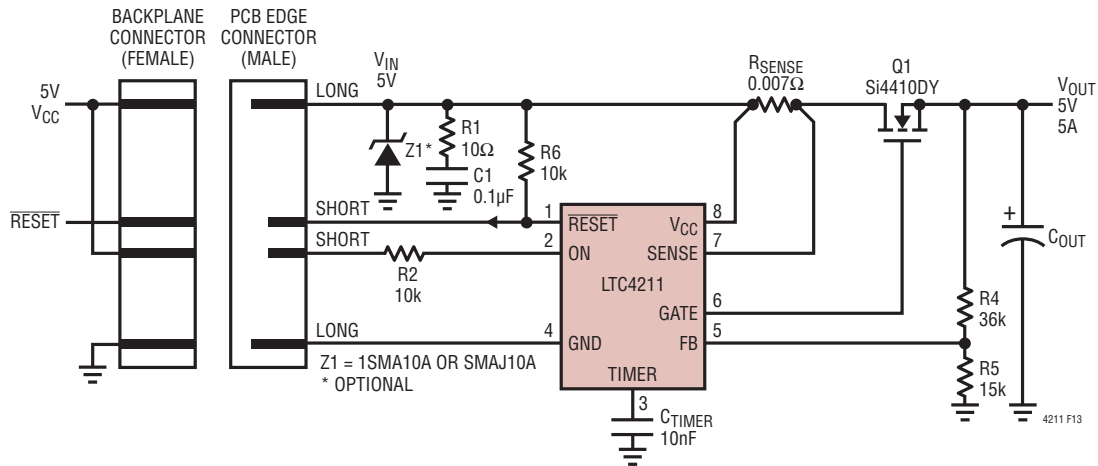 BACKPLANE
CONNECTOR
(FEMALE)
PCB EDGE
CONNECTOR
(MALE)
5V
VCC
RESET
LONG
SHORT
SHORT
LONG
VIN
5V
Z1*
R1
10Ω
C1
0.1µF
R6
10k
R2
10k
RSENSE
0.007Ω
Q1
Si4410DY
VOUT
5V
5A
1
2
4
8
7
6
5
3
RESET
ON
GND
VCC
SENSE
LTC4211
GATE
FB
TIMER
CTIMER
10nF
R4
36k
R5
15k
+
COUT
Z1 = 1SMA10A OR SMAJ10A
* OPTIONAL
4211 F13